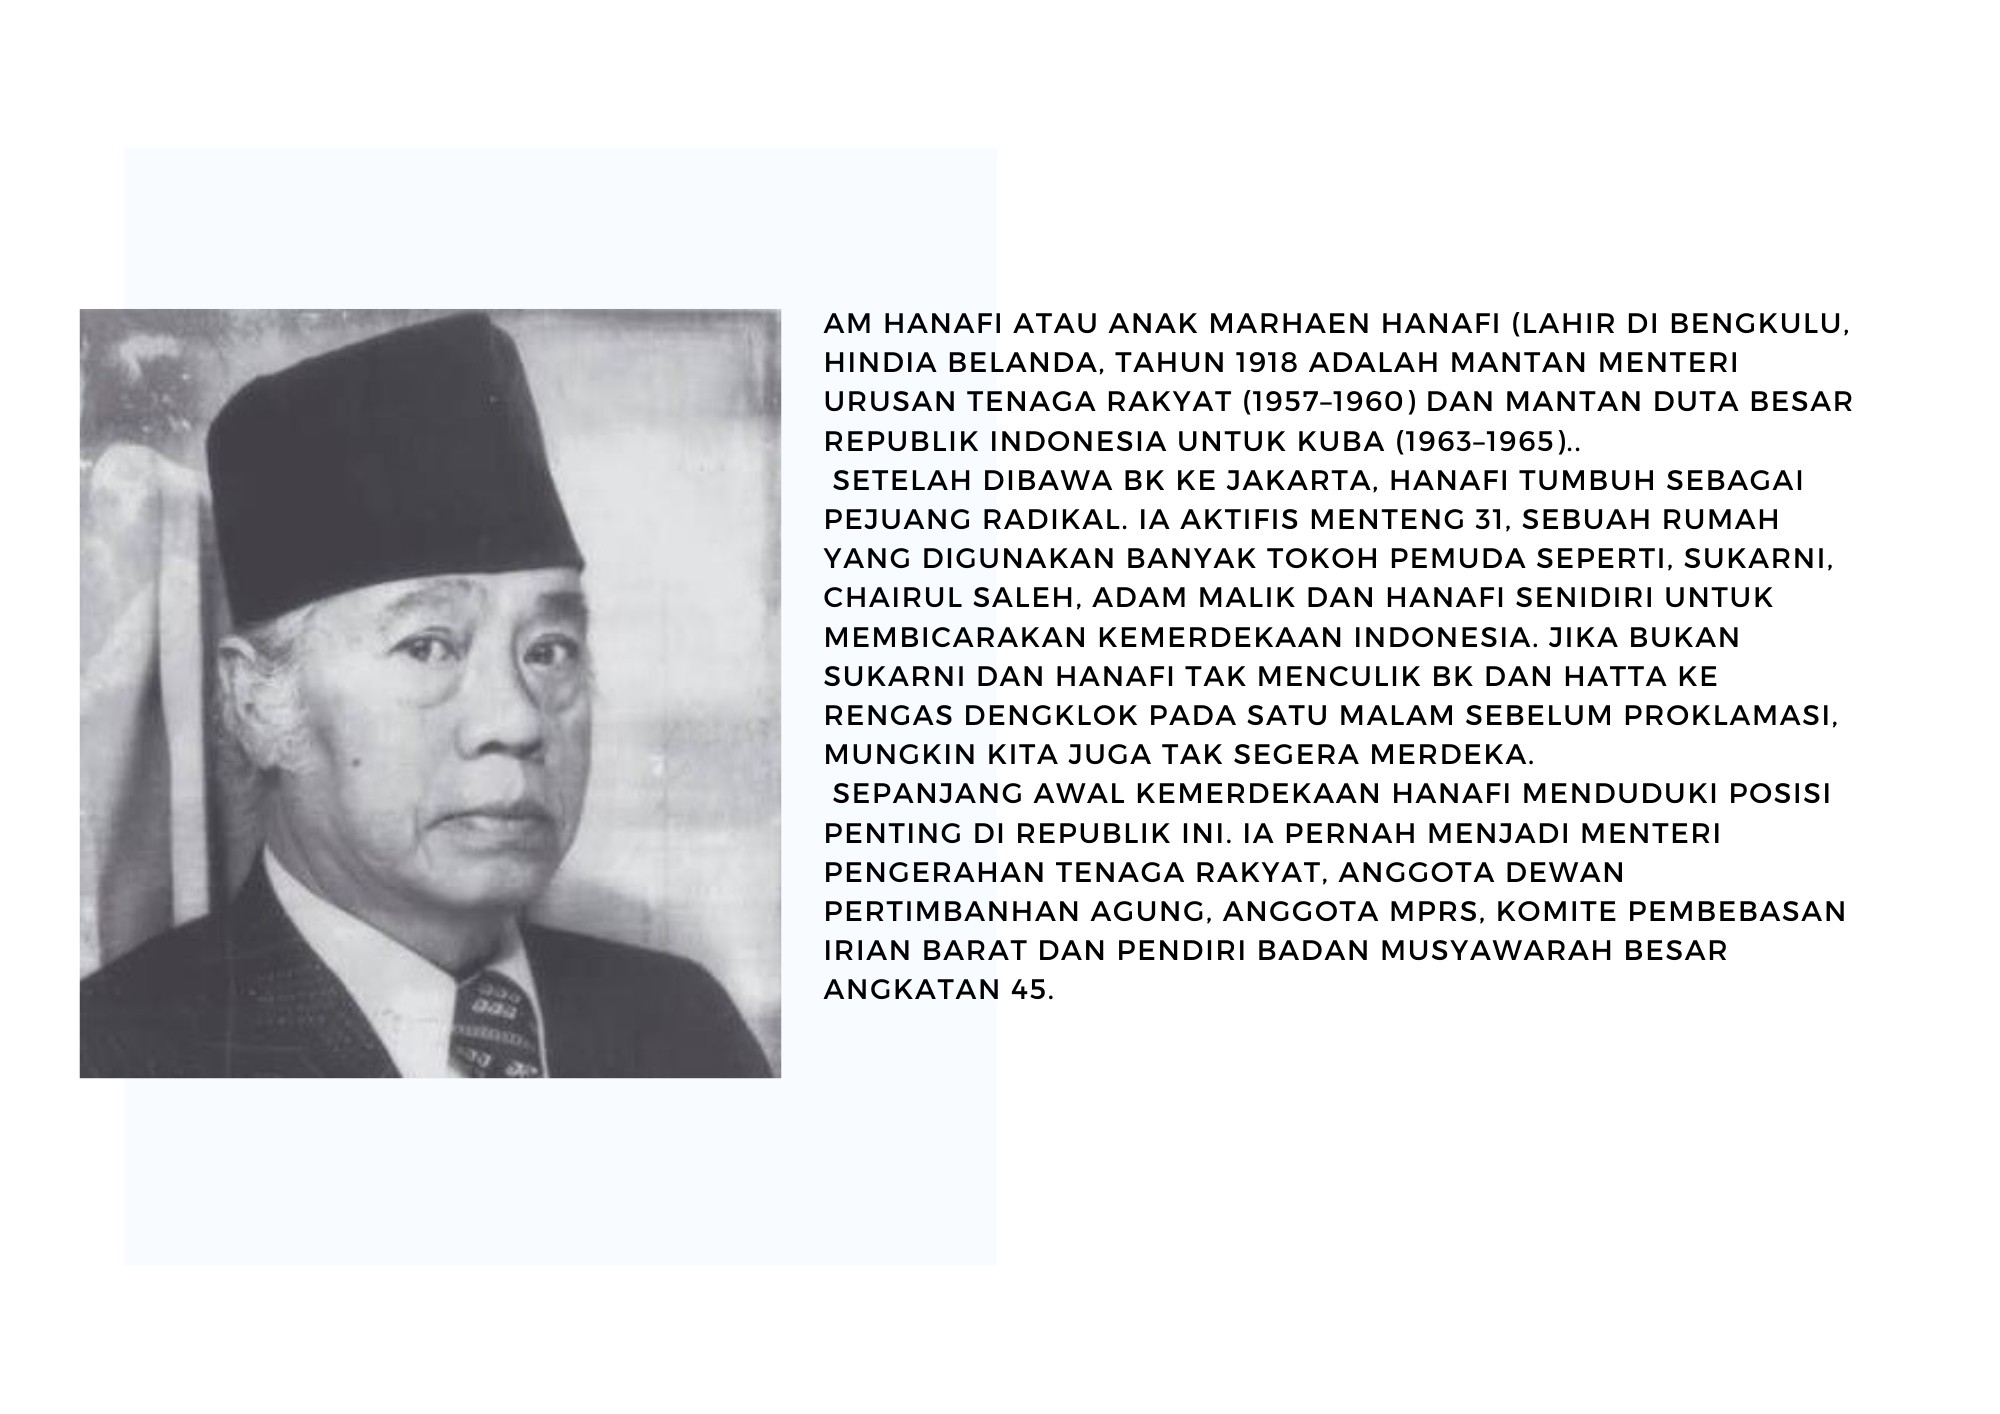 AM HANAFI ATAU ANAK MARHAEN HANAFI (LAHIR DI BENGKULU,
HINDIA BELANDA, TAHUN 1918 ADALAH MANTAN MENTERI
URUSAN TENAGA RAKYAT (1957–1960) DAN MANTAN DUTA BESAR
REPUBLIK INDONESIA UNTUK KUBA (1963–1965)..
SETELAH DIBAWA BK KE JAKARTA, HANAFI TUMBUH SEBAGAI
PEJUANG RADIKAL. IA AKTIFIS MENTENG 31, SEBUAH RUMAH
YANG DIGUNAKAN BANYAK TOKOH PEMUDA SEPERTI, SUKARNI,
CHAIRUL SALEH, ADAM MALIK DAN HANAFI SENIDIRI UNTUK
MEMBICARAKAN KEMERDEKAAN INDONESIA. JIKA BUKAN
SUKARNI DAN HANAFI TAK MENCULIK BK DAN HATTA KE
RENGAS DENGKLOK PADA SATU MALAM SEBELUM PROKLAMASI,
MUNGKIN KITA JUGA TAK SEGERA MERDEKA.
SEPANJANG AWAL KEMERDEKAAN HANAFI MENDUDUKI POSISI
PENTING DI REPUBLIK INI. IA PERNAH MENJADI MENTERI
PENGERAHAN TENAGA RAKYAT, ANGGOTA DEWAN
PERTIMBANHAN AGUNG, ANGGOTA MPRS, KOMITE PEMBEBASAN
IRIAN BARAT DAN PENDIRI BADAN MUSYAWARAH BESAR
ANGKATAN 45.